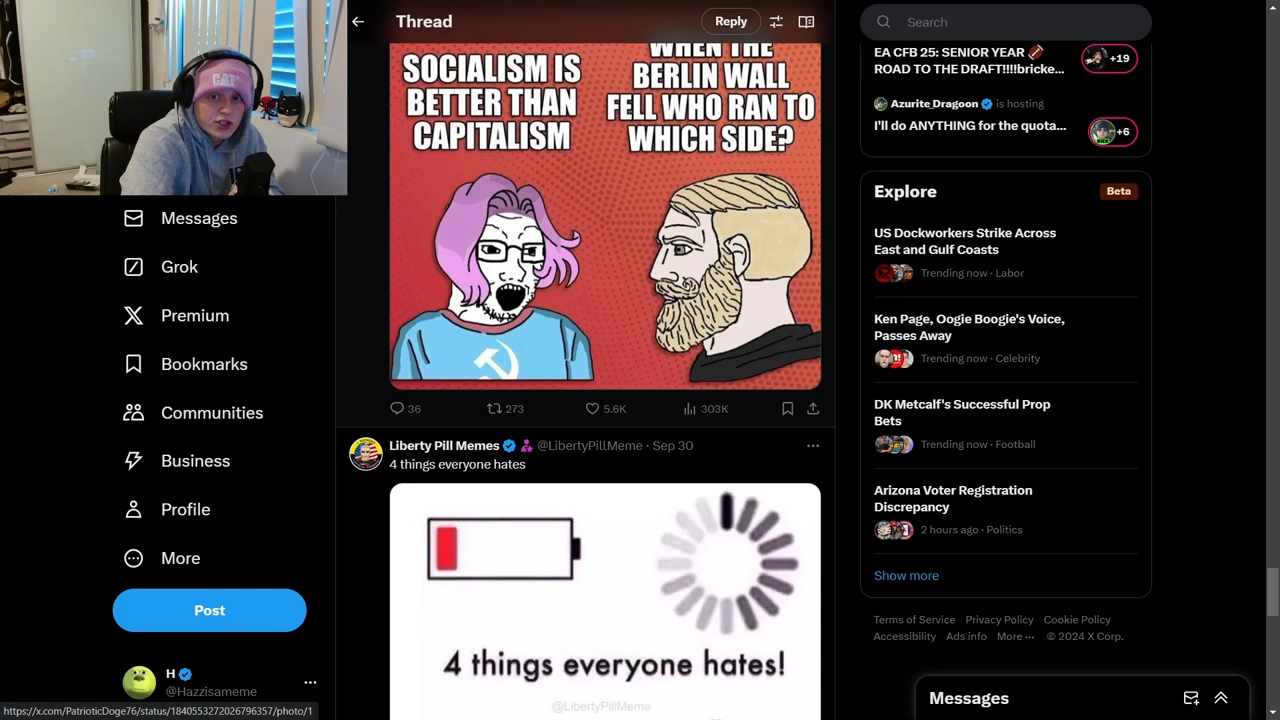 CAT
Messages
Grok
Premium
Bookmarks
Communities
Business
Profile
More
Post
H
@Hazzisameme
https://x.com/PatrioticDoge76/status/1840553272026796357/photo/1
Thread
Reply
SOCIALISM IS
BETTER THAN
CAPITALISM
WHEN THE
BERLIN WALL
FELL WHO RAN TO
WHICH SIDE?
36
273
5.6K
303K
Liberty Pill Memes @LibertyPillMeme · Sep 30
4 things everyone hates
4 things everyone hates!
@LibertyPillMeme
Search
EA CFB 25: SENIOR YEAR 🏈
ROAD TO THE DRAFT!!!!bricke...
+19
Azurite_Dragoon is hosting
I'll do ANYTHING for the quota...
+6
Explore
Beta
US Dockworkers Strike Across
East and Gulf Coasts
Trending now · Labor
Ken Page, Oogie Boogie's Voice,
Passes Away
Trending now · Celebrity
DK Metcalf's Successful Prop
Bets
Trending now · Football
Arizona Voter Registration
Discrepancy
2 hours ago · Politics
Show more
Terms of Service Privacy Policy Cookie Policy
Accessibility Ads info More ··· © 2024 X Corp.
Messages